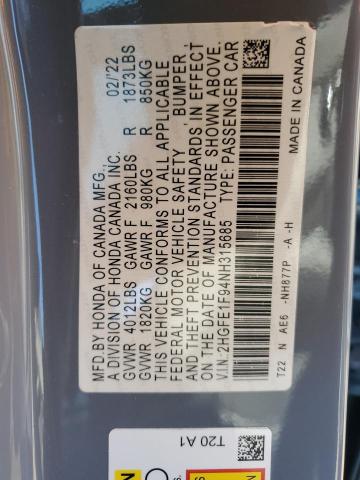 MFD.BY HONDA OF CANADA MFG., 02/'22
A DIVISION OF HONDA CANADA INC.
GVWR 4012LBS GAWR F 2160LBS R 1873LBS
GVWR 1820KG GAWR F 980KG R 850KG
THIS VEHICLE CONFORMS TO ALL APPLICABLE
FEDERAL MOTOR VEHICLE SAFETY, BUMPER,
AND THEFT PREVENTION STANDARDS IN EFFECT
ON THE DATE OF MANUFACTURE SHOWN ABOVE.
V.I.N:2HGFE1F94NH315685 TYPE: PASSENGER CAR
T22 N AE6 -NH877P -A -H MADE IN CANADA
T20 A1